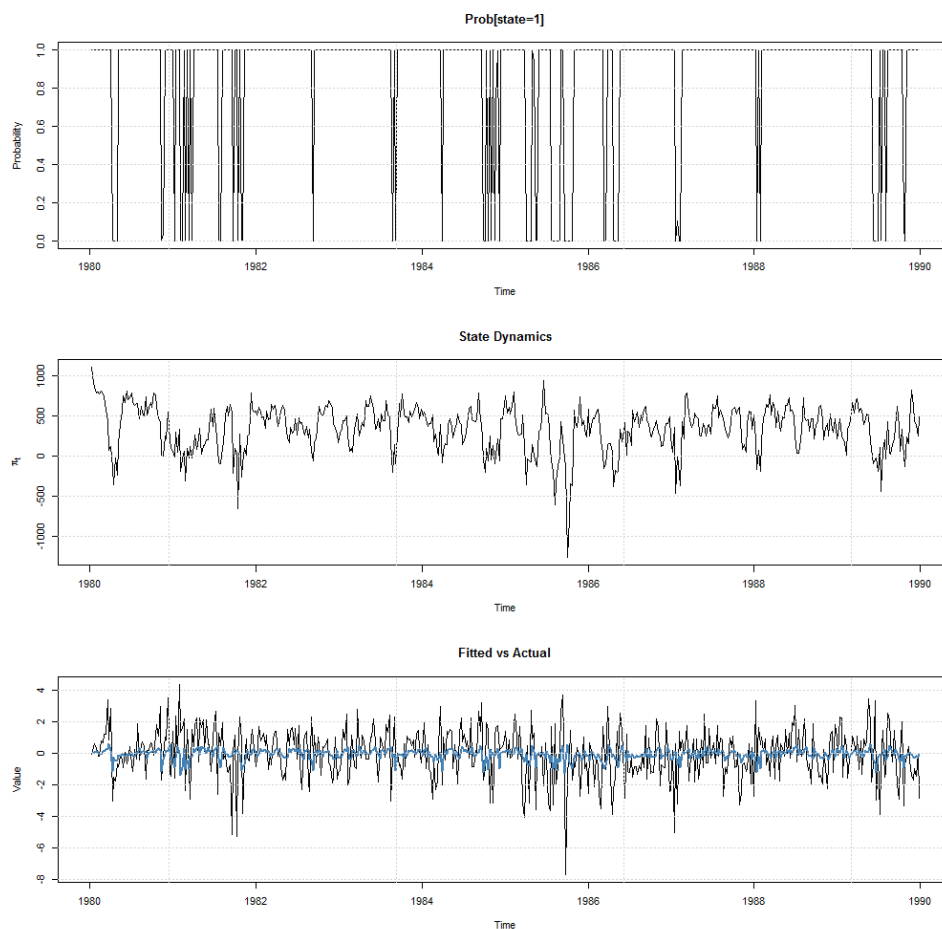 Prob[state=1]
Probability
1.0
0.8
0.6
0.4
0.2
0.0
1980 1982 1984 1986 1988 1990
Time
State Dynamics
πt
1000
500
0
-500
-1000
1980 1982 1984 1986 1988 1990
Time
Fitted vs Actual
Value
4
2
0
-2
-4
-6
-8
1980 1982 1984 1986 1988 1990
Time